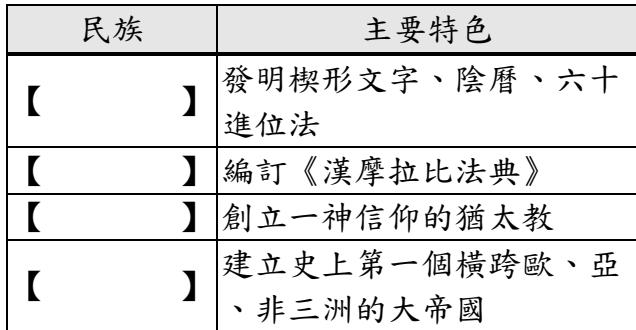 民族 主要特色
【 】 發明楔形文字、陰曆、六十
進位法
【 】 編訂《漢摩拉比法典》
【 】 創立一神信仰的猶太教
【 】 建立史上第一個橫跨歐、亞
、非三洲的大帝國